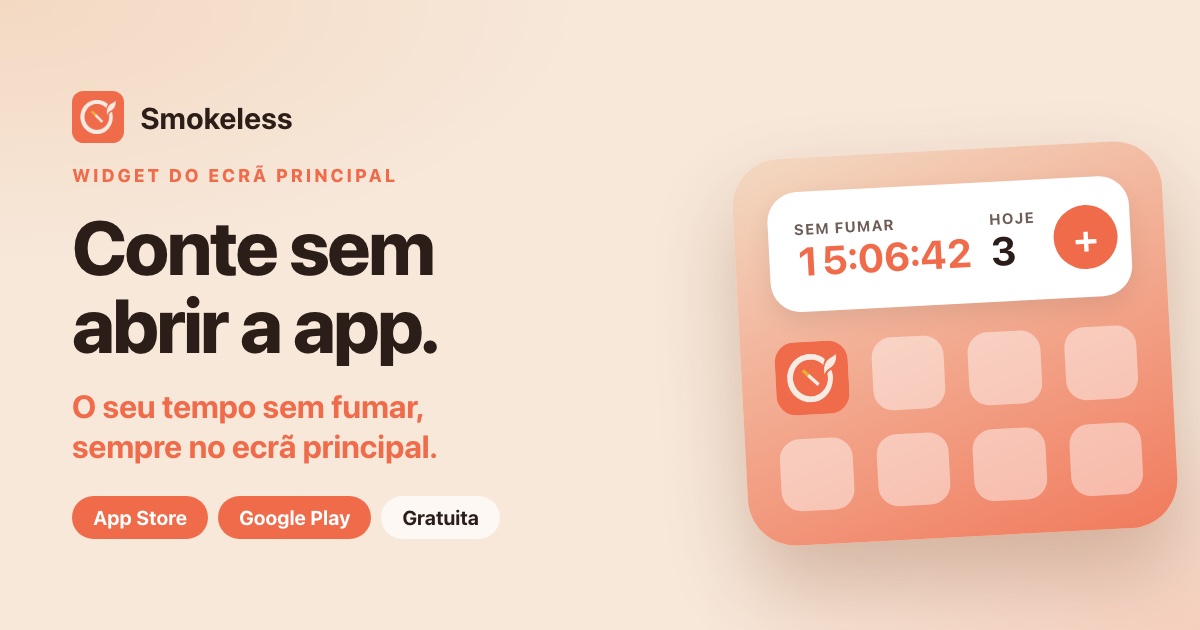 Smokeless
WIDGET DO ECRÃ PRINCIPAL
Conte sem
abrir a app.
O seu tempo sem fumar,
sempre no ecrã principal.
App Store
Google Play
Gratuita
SEM FUMAR
15:06:42
HOJE
3
+